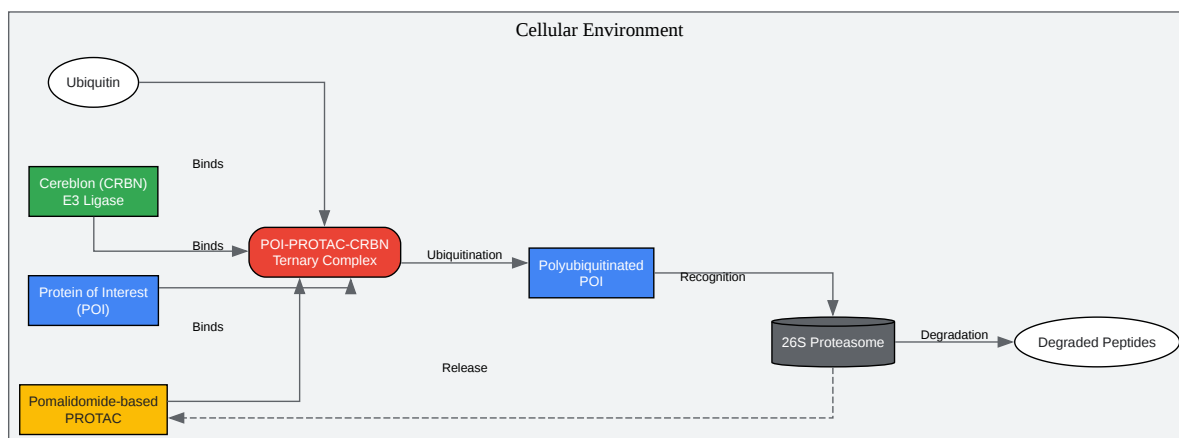 Cellular Environment
Ubiquitin
Binds
Cereblon (CRBN)
E3 Ligase
Binds
POI-PROTAC-CRBN
Ternary Complex
Ubiquitination
Polyubiquitinated
POI
Recognition
Protein of Interest
(POI)
Binds
26S Proteasome
Degradation
Degraded Peptides
Release
Pomalidomide-based
PROTAC